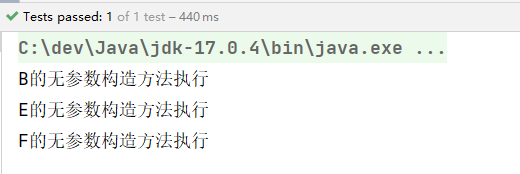 Tests passed: 1 of 1 test – 440 ms
C:\dev\Java\jdk-17.0.4\bin\java.exe ...
B的无参数构造方法执行
E的无参数构造方法执行
F的无参数构造方法执行